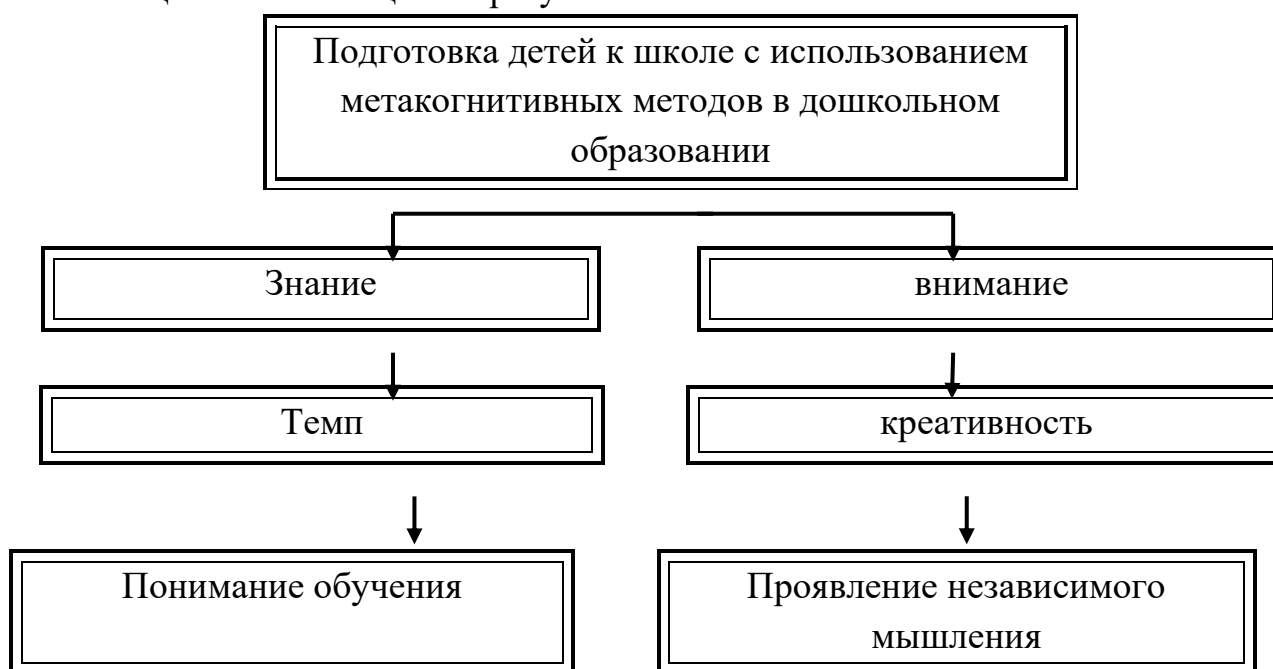 Подготовка детей к школе с использованием
метакогнитивных методов в дошкольном
образовании
Знание
внимание
Темп
креативность
Понимание обучения
Проявление независимого
мышления